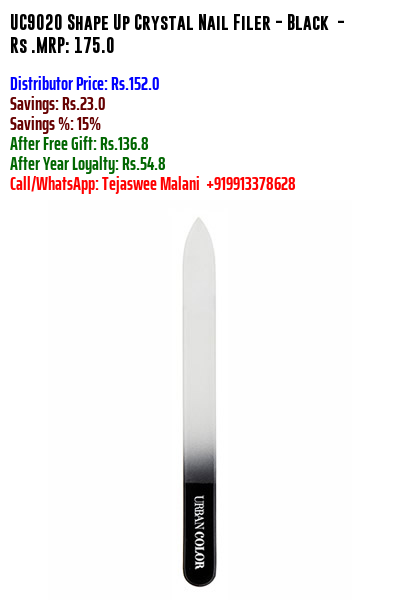 UC9020 Shape Up Crystal Nail Filer - Black -
Rs .MRP: 175.0
Distributor Price: Rs.152.0
Savings: Rs.23.0
Savings %: 15%
After Free Gift: Rs.136.8
After Year Loyalty: Rs.54.8
Call/WhatsApp: Tejaswee Malani +919913378628
URBAN COLOR